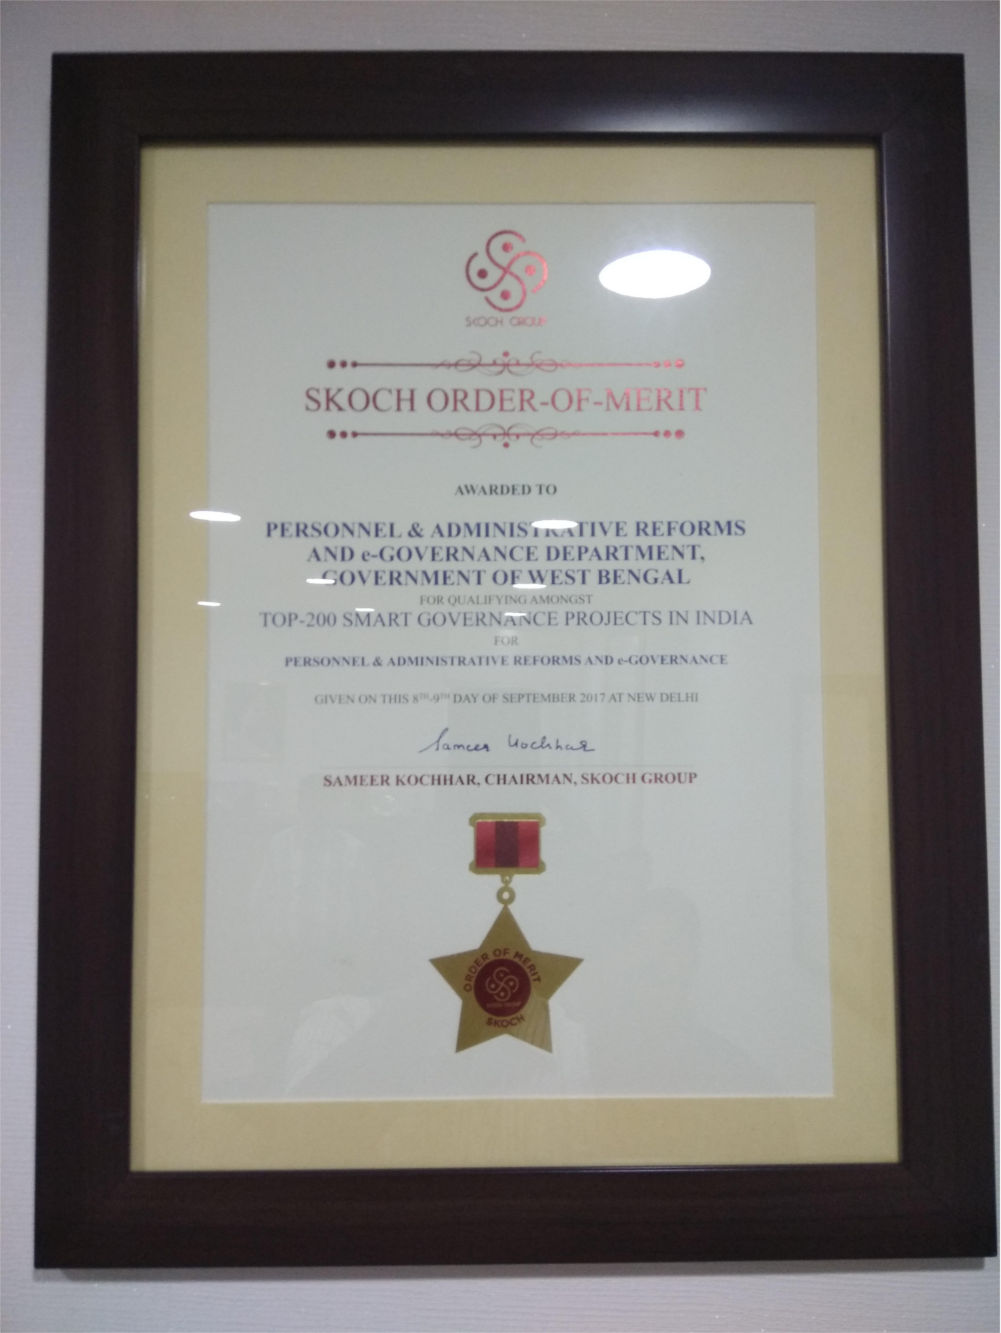 SKOCH GROUP
SKOCH ORDER-OF-MERIT
AWARDED TO
PERSONNEL & ADMINISTRATIVE REFORMS
AND e-GOVERNANCE DEPARTMENT,
GOVERNMENT OF WEST BENGAL
FOR QUALIFYING AMONGST
TOP-200 SMART GOVERNANCE PROJECTS IN INDIA
FOR
PERSONNEL & ADMINISTRATIVE REFORMS AND e-GOVERNANCE
GIVEN ON THIS 8TH-9TH DAY OF SEPTEMBER 2017 AT NEW DELHI
Sameer Kochhar
SAMEER KOCHHAR, CHAIRMAN, SKOCH GROUP
ORDER OF MERIT
SKOCH GROUP
SKOCH